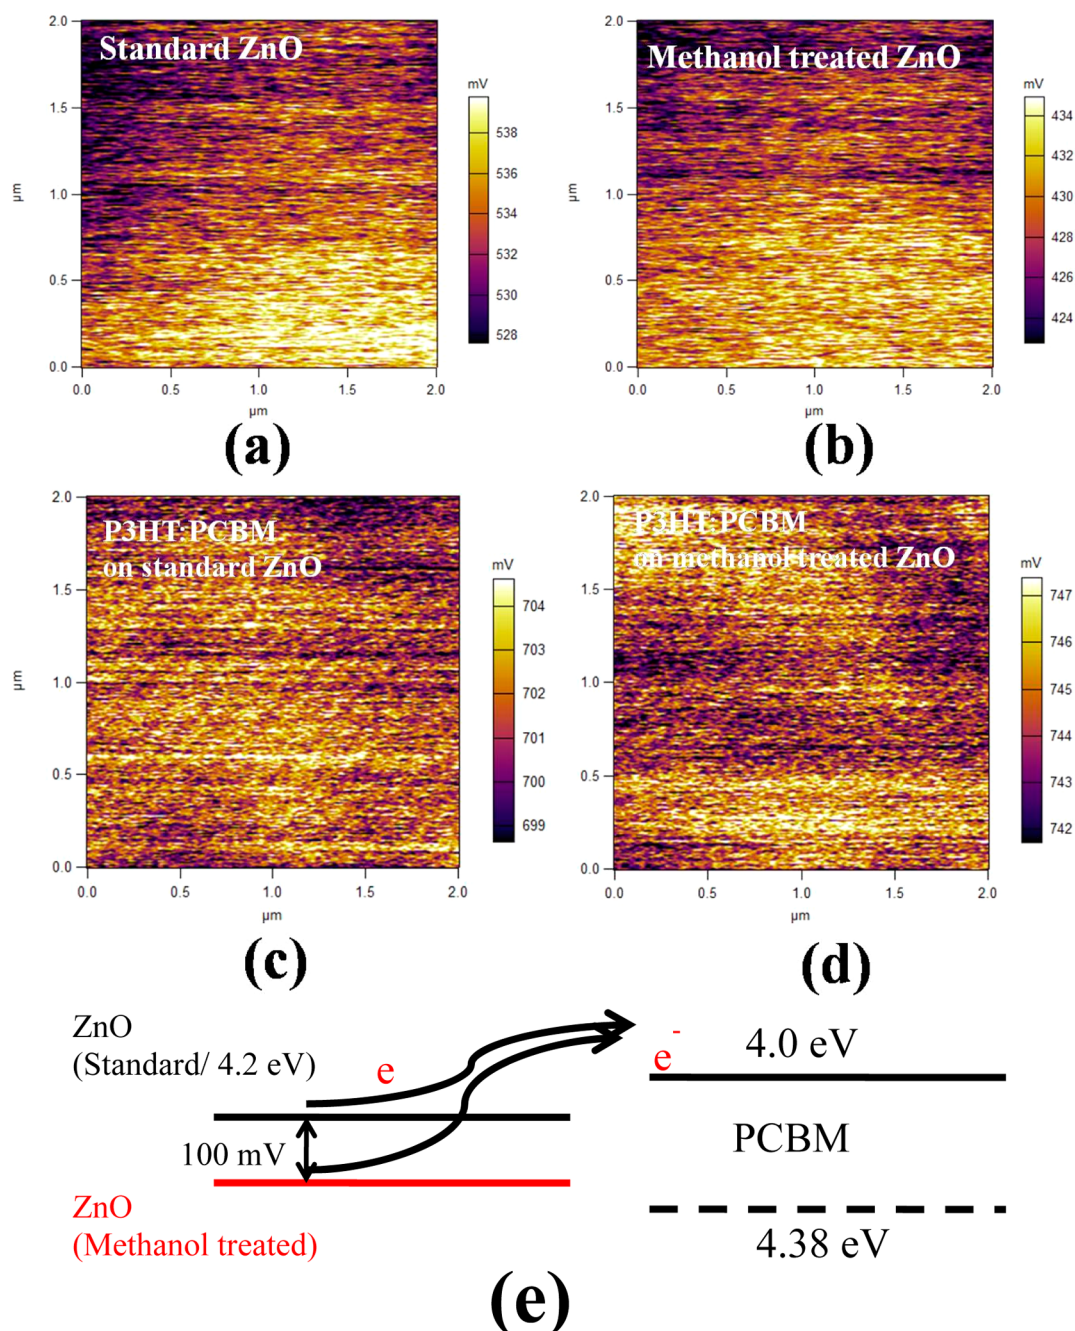 2.0
1.5
1.0
0.5
0.0
µm
Standard ZnO
0.0 0.5 1.0 1.5 2.0
µm
mV
538
536
534
532
530
528
(a)
2.0
1.5
1.0
0.5
0.0
µm
Methanol treated ZnO
0.0 0.5 1.0 1.5 2.0
µm
mV
434
432
430
428
426
424
(b)
2.0
1.5
1.0
0.5
0.0
µm
P3HT:PCBM
on standard ZnO
0.0 0.5 1.0 1.5 2.0
µm
mV
704
703
702
701
700
699
(c)
2.0
1.5
1.0
0.5
0.0
P3HT:PCBM
on methanol treated ZnO
0.0 0.5 1.0 1.5 2.0
µm
mV
747
746
745
744
743
742
(d)
ZnO
(Standard/ 4.2 eV)
e
100 mV
ZnO
(Methanol treated)
e⁻
4.0 eV
PCBM
4.38 eV
(e)